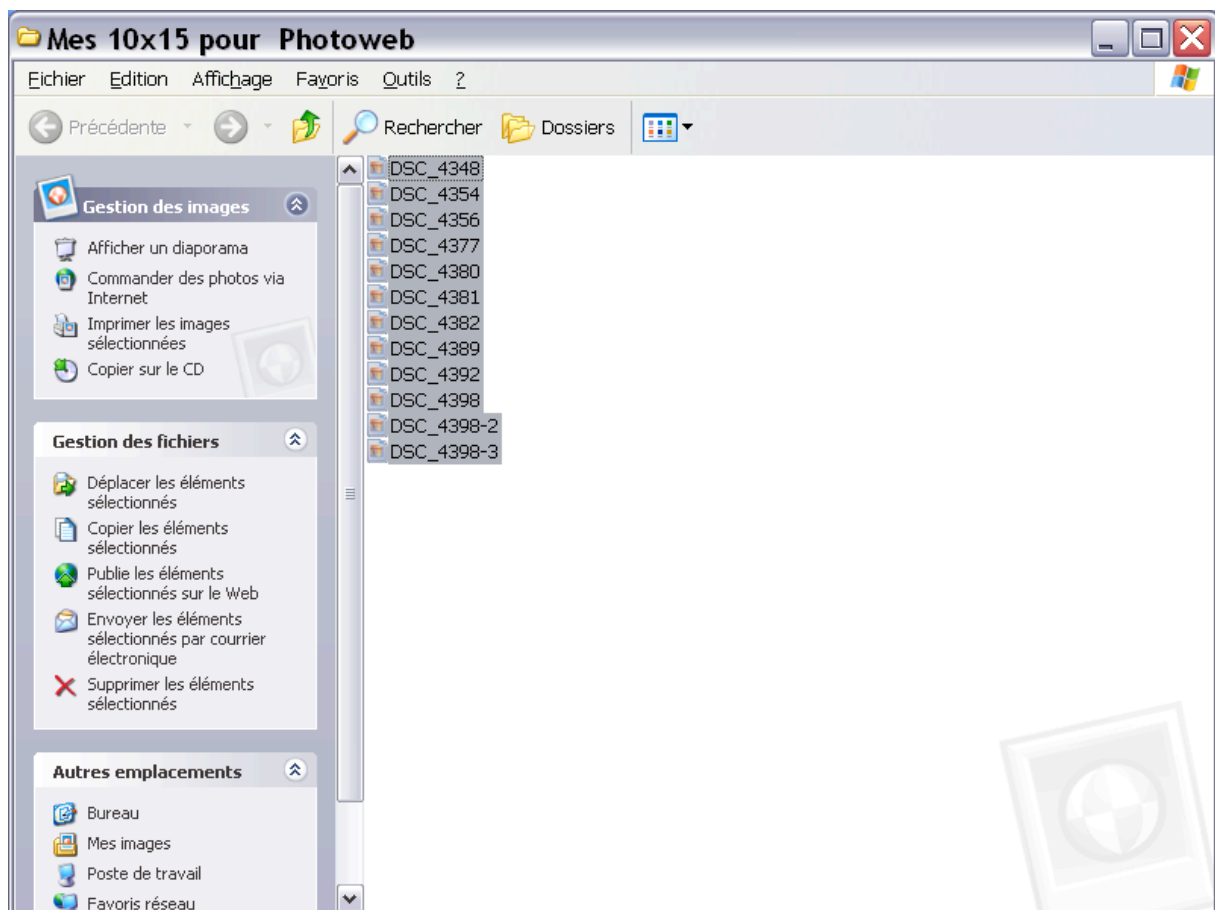 Mes 10x15 pour Photoweb
Eichier Edition Affichage Favoris Outils ?
Précédente Rechercher Dossiers
Gestion des images
Afficher un diaporama
Commander des photos via
Internet
Imprimer les images
sélectionnées
Copier sur le CD
Gestion des fichiers
Déplacer les éléments
sélectionnés
Copier les éléments
sélectionnés
Publie les éléments
sélectionnés sur le Web
Envoyer les éléments
sélectionnés par courrier
électronique
Supprimer les éléments
sélectionnés
Autres emplacements
Bureau
Mes images
Poste de travail
Favoris réseau
DSC_4348
DSC_4354
DSC_4356
DSC_4377
DSC_4380
DSC_4381
DSC_4382
DSC_4389
DSC_4392
DSC_4398
DSC_4398-2
DSC_4398-3